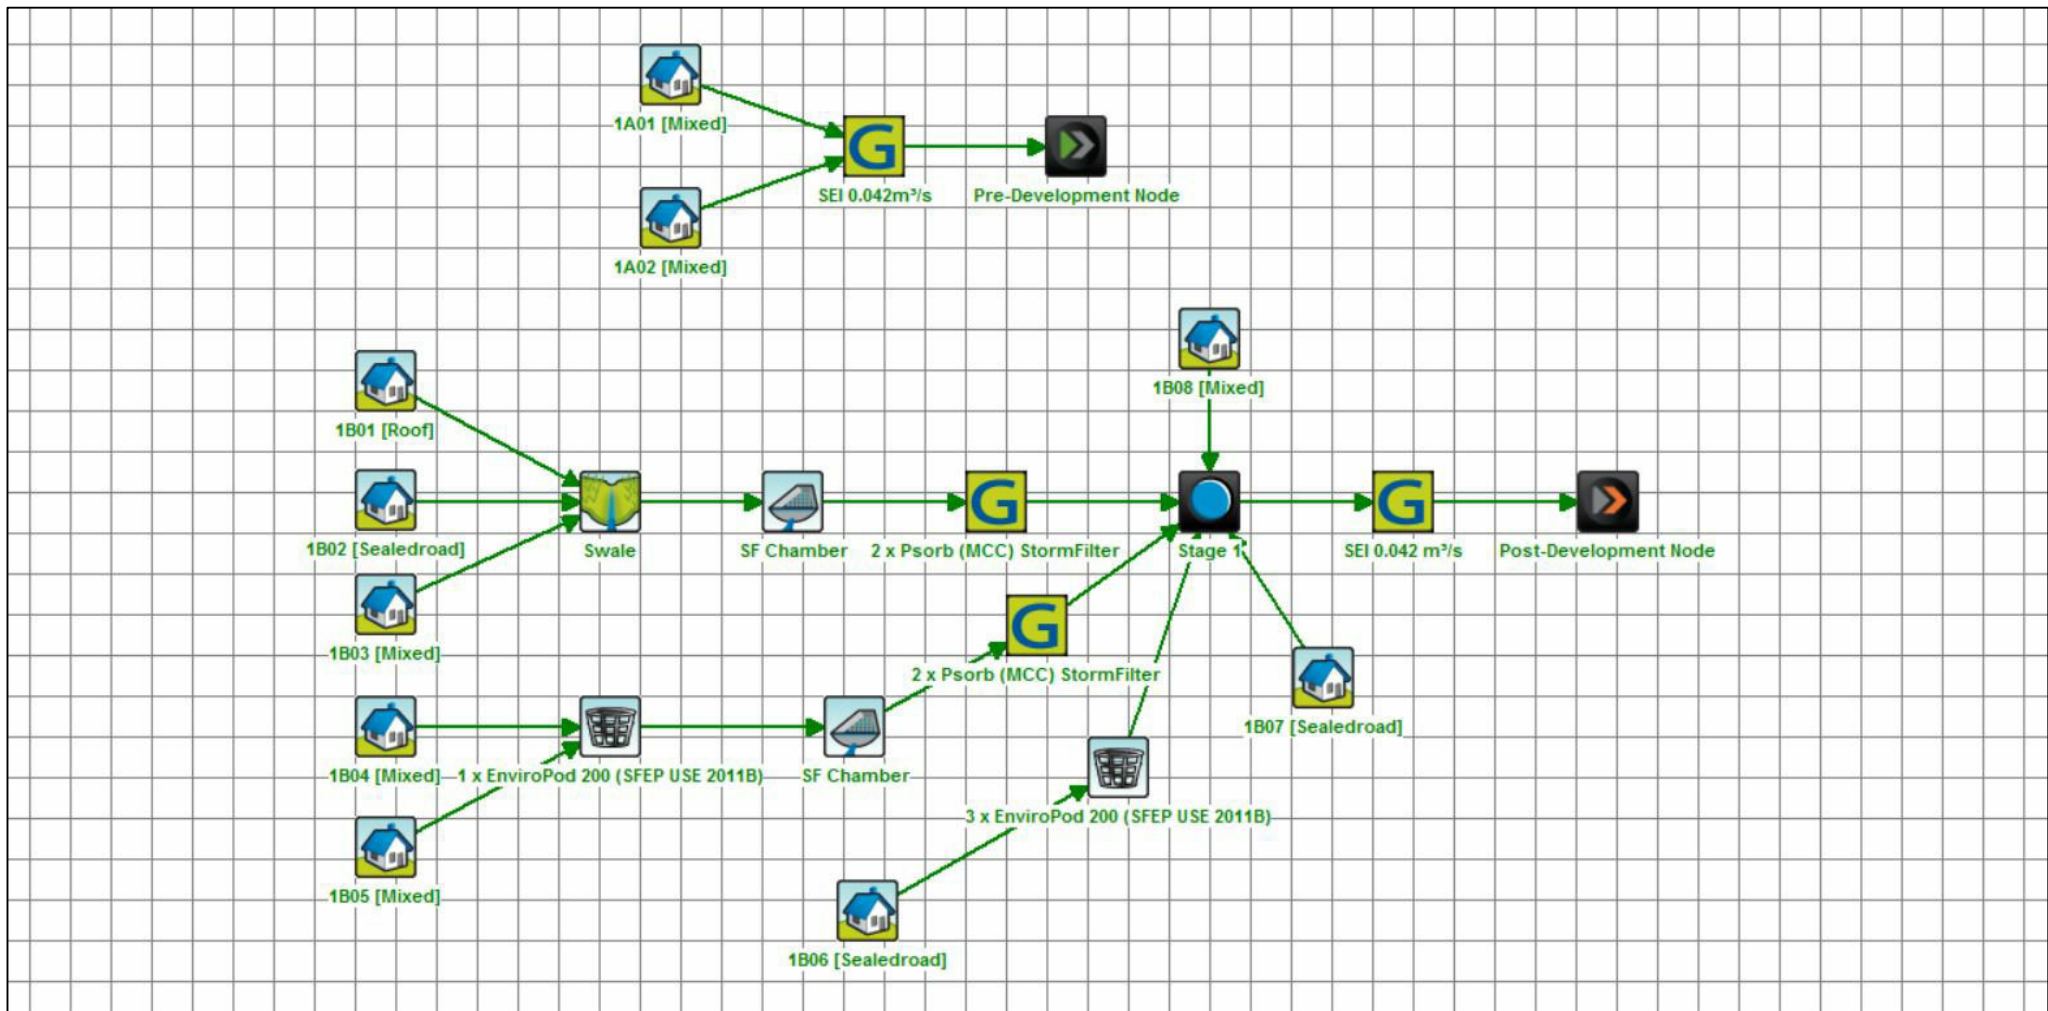 1A01 [Mixed]
SEI 0.042m³/s
Pre-Development Node
1A02 [Mixed]
1B08 [Mixed]
1B01 [Roof]
1B02 [Sealedroad]
Swale
SF Chamber
2 x Psorb (MCC) StormFilter
Stage 1
SEI 0.042 m³/s
Post-Development Node
1B03 [Mixed]
2 x Psorb (MCC) StormFilter
1B07 [Sealedroad]
1B04 [Mixed]
1 x EnviroPod 200 (SFEP USE 2011B)
SF Chamber
3 x EnviroPod 200 (SFEP USE 2011B)
1B05 [Mixed]
1B06 [Sealedroad]